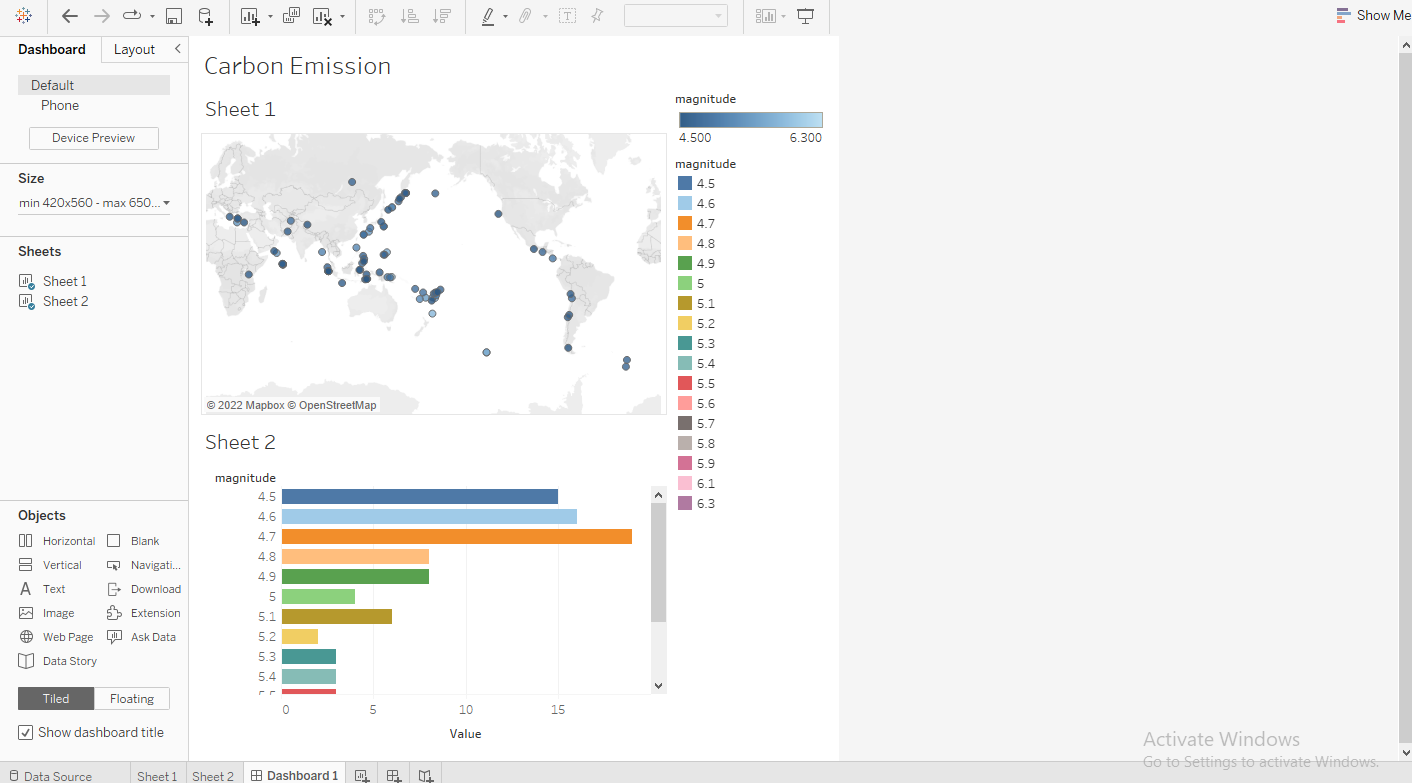 Show Me
Dashboard
Layout
Default
Phone
Device Preview
Size
min 420x560 - max 650...
Sheets
Sheet 1
Sheet 2
Objects
Horizontal
Blank
Vertical
Navigati...
Text
Download
Image
Extension
Web Page
Ask Data
Data Story
Tiled
Floating
Show dashboard title
Carbon Emission
Sheet 1
© 2022 Mapbox © OpenStreetMap
magnitude
4.500
6.300
magnitude
4.5
4.6
4.7
4.8
4.9
5
5.1
5.2
5.3
5.4
5.5
5.6
5.7
5.8
5.9
6.1
6.3
Sheet 2
magnitude
4.5
4.6
4.7
4.8
4.9
5
5.1
5.2
5.3
5.4
0
5
10
15
Value
Activate Windows
Go to Settings to activate Windows.
Data Source
Sheet 1
Sheet 2
Dashboard 1